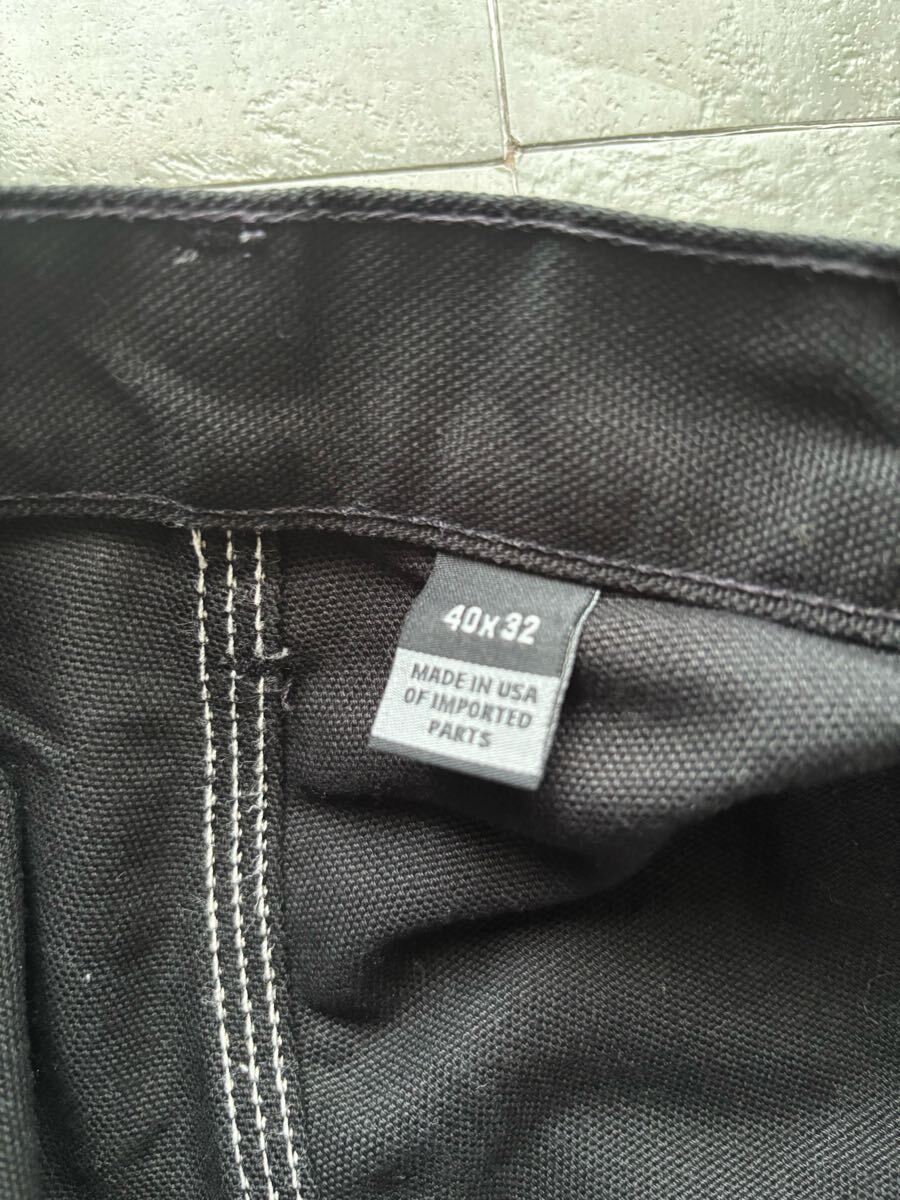 40x32
MADE IN USA
OF IMPORTED
PARTS